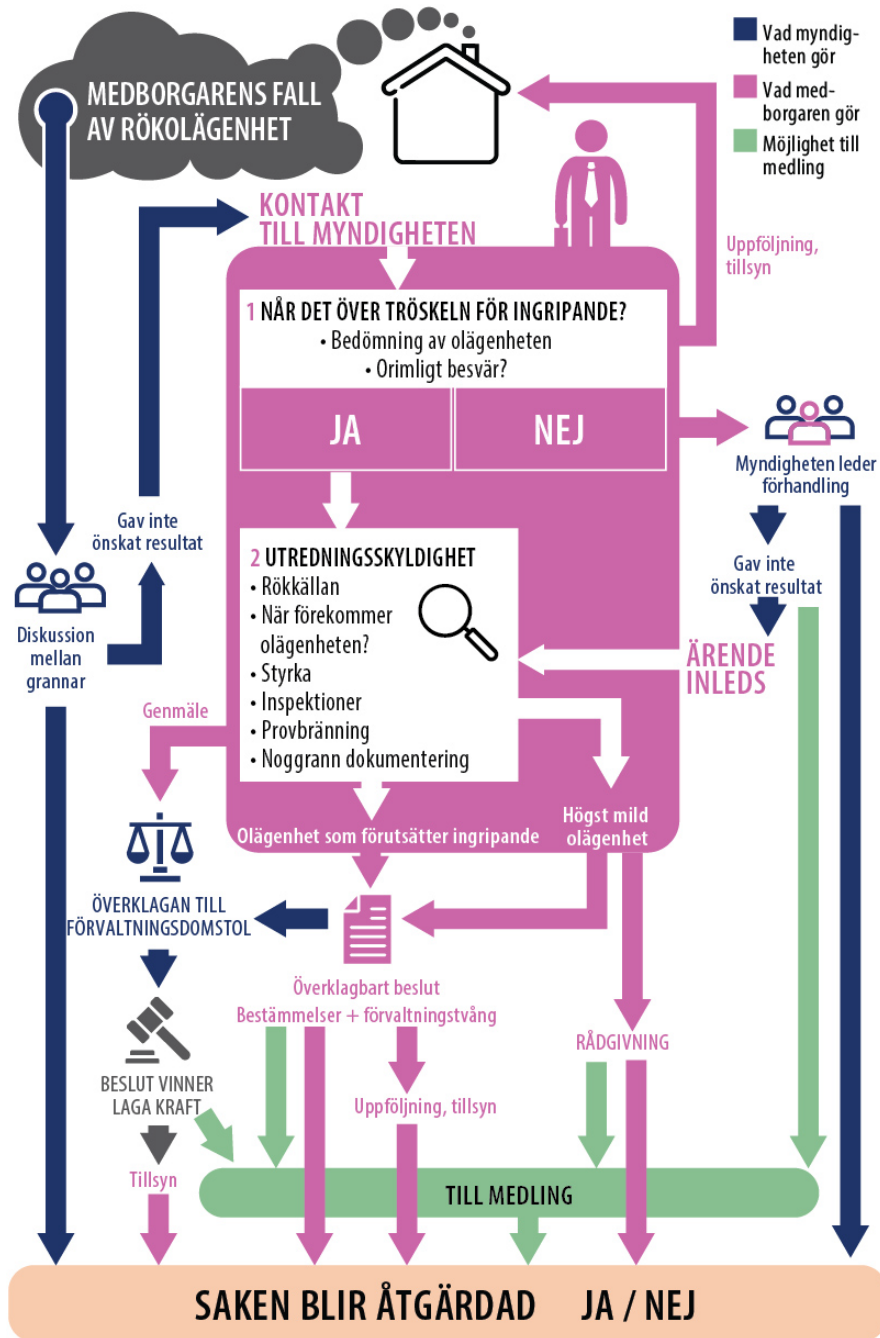 Vad myndig-
heten gör
Vad med-
borgaren gör
Möjlighet till
medling
MEDBORGARENS FALL
AV RÖKOLÄGENHET
KONTAKT
TILL MYNDIGHETEN
Uppföljning,
tillsyn
1 NÅR DET ÖVER TRÖSKELN FÖR INGRIPANDE?
• Bedömning av olägenheten
• Orimligt besvär?
JA
NEJ
Myndigheten leder
förhandling
Gav inte
önskat resultat
Gav inte
önskat resultat
Diskussion
mellan
grannar
2 UTREDNINGSSKYLDIGHET
• Rökkällan
• När förekommer
olägenheten?
• Styrka
• Inspektioner
• Provbränning
• Noggrann dokumentering
ÄRENDE
INLEDS
Genmäle
Olägenhet som förutsätter ingripande
Högst mild
olägenhet
ÖVERKLAGAN TILL
FÖRVALTNINGSDOMSTOL
Överklagbart beslut
Bestämmelser + förvaltningstvång
RÅDGIVNING
BESLUT VINNER
LAGA KRAFT
Uppföljning, tillsyn
Tillsyn
TILL MEDLING
SAKEN BLIR ÅTGÄRDAD JA / NEJ